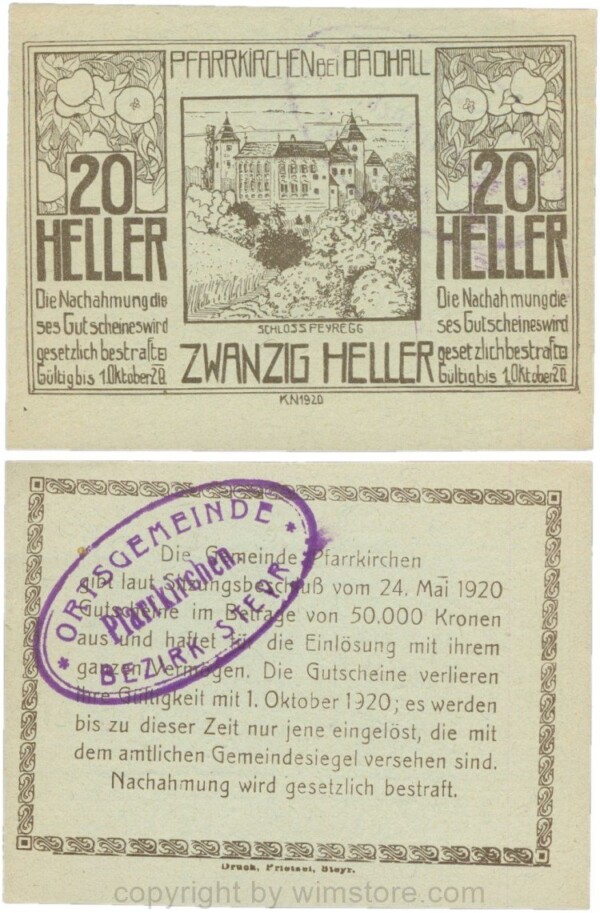 PFARRKIRCHEN BEI BADHALL
20
HELLER
Die Nachahmung die
ses Gutscheines wird
gesetzlich bestraft
Gültig bis 1. Oktober 20.
SCHLOSS FEYREGG
ZWANZIG HELLER
20
HELLER
Die Nachahmung die
ses Gutscheines wird
gesetzlich bestraft
Gültig bis 1. Oktober 20.
K.N 1920
Die Gemeinde Pfarrkirchen
gibt laut Sitzungsbeschluß vom 24. Mai 1920
Gutscheine im Betrage von 50.000 Kronen
aus und haftet für die Einlösung mit ihrem
ganzen Vermögen. Die Gutscheine verlieren
ihre Gültigkeit mit 1. Oktober 1920; es werden
bis zu dieser Zeit nur jene eingelöst, die mit
dem amtlichen Gemeindesiegel versehen sind.
Nachahmung wird gesetzlich bestraft.
* ORTSGEMEINDE *
Pfarrkirchen
BEZIRK STEYR
Druck, Prietzel, Steyr.
copyright by wimstore.com